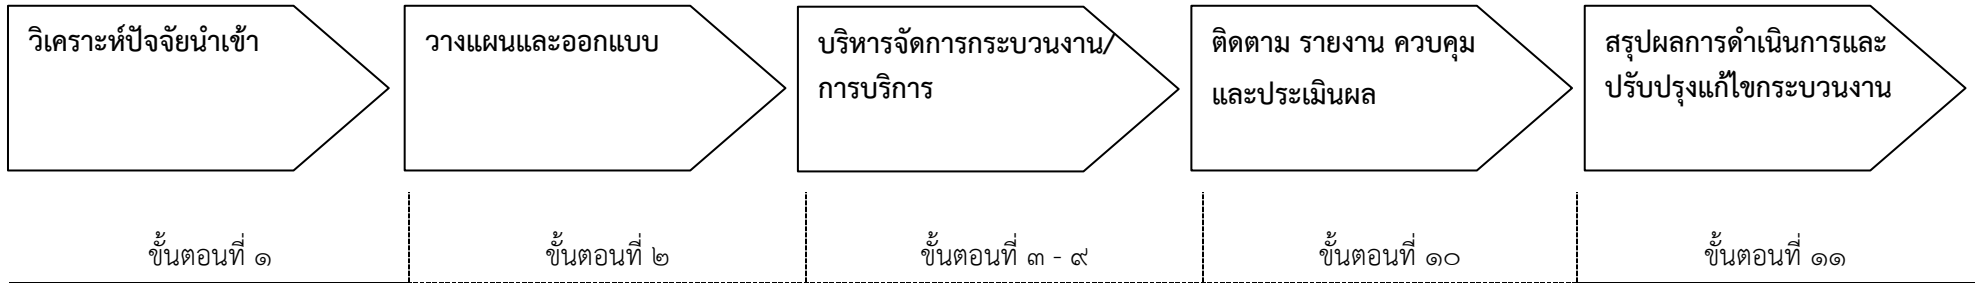 วิเคราะห์ปัจจัยนำเข้า
วางแผนและออกแบบ
บริหารจัดการกระบวนงาน/
การบริการ
ติดตาม รายงาน ควบคุม
และประเมินผล
สรุปผลการดำเนินการและ
ปรับปรุงแก้ไขกระบวนงาน
ขั้นตอนที่ ๑
ขั้นตอนที่ ๒
ขั้นตอนที่ ๓ - ๙
ขั้นตอนที่ ๑๐
ขั้นตอนที่ ๑๑